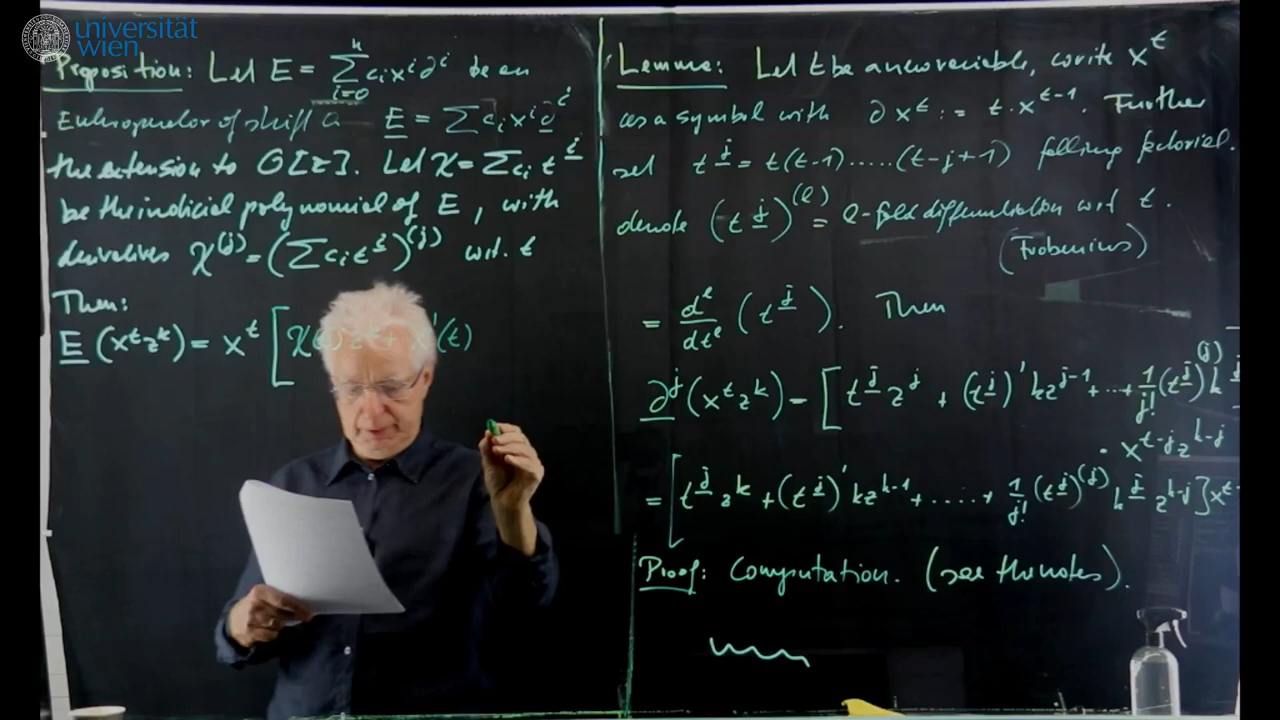 universität
wien
Proposition: Let E = ∑_{i=0}^{n} c_i x^i ∂^i be an
Euler operator of shift 0 E̲ = ∑ c_i x^i ∂̲^i
the extension to O[z]. Let χ = ∑ c_i t^{i̲}
be the indicial polynomial of E, with
derivatives χ^{(j)} = (∑ c_i t^{i̲})^{(j)} wrt. t
Then:
E̲ (x^t z^k) = x^t [χ(t) z^k + χ'(t)
Lemma: Let t be a new variable, write x^t
as a symbol with ∂ x^t := t · x^{t-1}. Further
set t^{j̲} = t(t-1).....(t-j+1) falling factorial.
denote (t^{j̲})^{(ℓ)} = ℓ-fold differentiation wrt t.
(Frobenius)
= d^ℓ/dt^ℓ (t^{j̲}). Then
∂̲^j (x^t z^k) = [t^{j̲} z^j + (t^{j̲})' k z^{j-1} + ... + 1/j! (t^{j̲})^{(j)} k^{j̲}
· x^{t-j} z^{k-j}
= [t^{j̲} z^k + (t^{j̲})' k z^{k-1} + ..... + 1/j! (t^{j̲})^{(j)} k^{j̲} z^{k-j}] x^{t-
Proof: Computation. (see the notes).